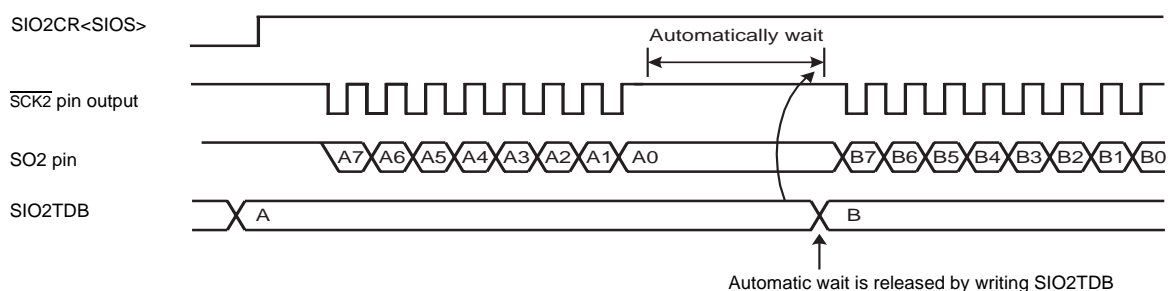 SIO2CR<SIOS>
Automatically wait
SCK2 pin output
SO2 pin
A7 A6 A5 A4 A3 A2 A1 A0 B7 B6 B5 B4 B3 B2 B1 B0
SIO2TDB
A B
Automatic wait is released by writing SIO2TDB